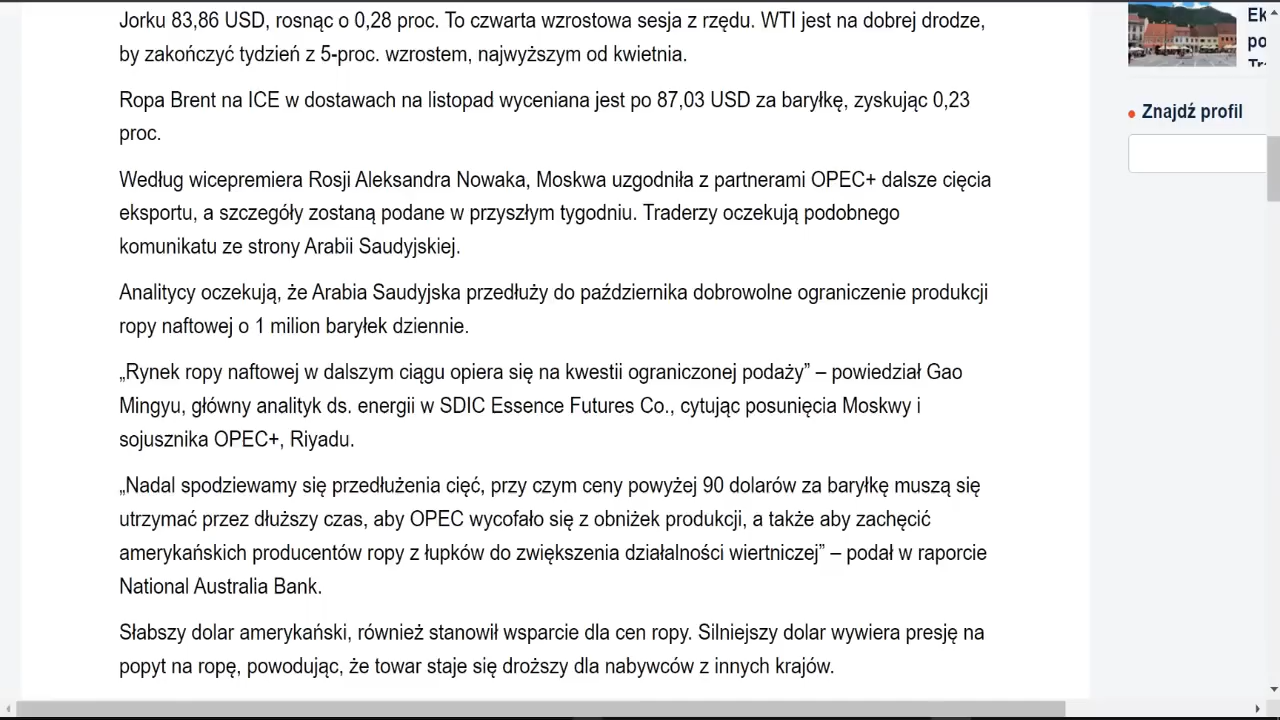 Jorku 83,86 USD, rosnąc o 0,28 proc. To czwarta wzrostowa sesja z rzędu. WTI jest na dobrej drodze,
by zakończyć tydzień z 5-proc. wzrostem, najwyższym od kwietnia.
Ropa Brent na ICE w dostawach na listopad wyceniana jest po 87,03 USD za baryłkę, zyskując 0,23
proc.
Według wicepremiera Rosji Aleksandra Nowaka, Moskwa uzgodniła z partnerami OPEC+ dalsze cięcia
eksportu, a szczegóły zostaną podane w przyszłym tygodniu. Traderzy oczekują podobnego
komunikatu ze strony Arabii Saudyjskiej.
Analitycy oczekują, że Arabia Saudyjska przedłuży do października dobrowolne ograniczenie produkcji
ropy naftowej o 1 milion baryłek dziennie.
„Rynek ropy naftowej w dalszym ciągu opiera się na kwestii ograniczonej podaży” – powiedział Gao
Mingyu, główny analityk ds. energii w SDIC Essence Futures Co., cytując posunięcia Moskwy i
sojusznika OPEC+, Riyadu.
„Nadal spodziewamy się przedłużenia cięć, przy czym ceny powyżej 90 dolarów za baryłkę muszą się
utrzymać przez dłuższy czas, aby OPEC wycofało się z obniżek produkcji, a także aby zachęcić
amerykańskich producentów ropy z łupków do zwiększenia działalności wiertniczej” – podał w raporcie
National Australia Bank.
Słabszy dolar amerykański, również stanowił wsparcie dla cen ropy. Silniejszy dolar wywiera presję na
popyt na ropę, powodując, że towar staje się droższy dla nabywców z innych krajów.
Ek
po
Znajdź profil